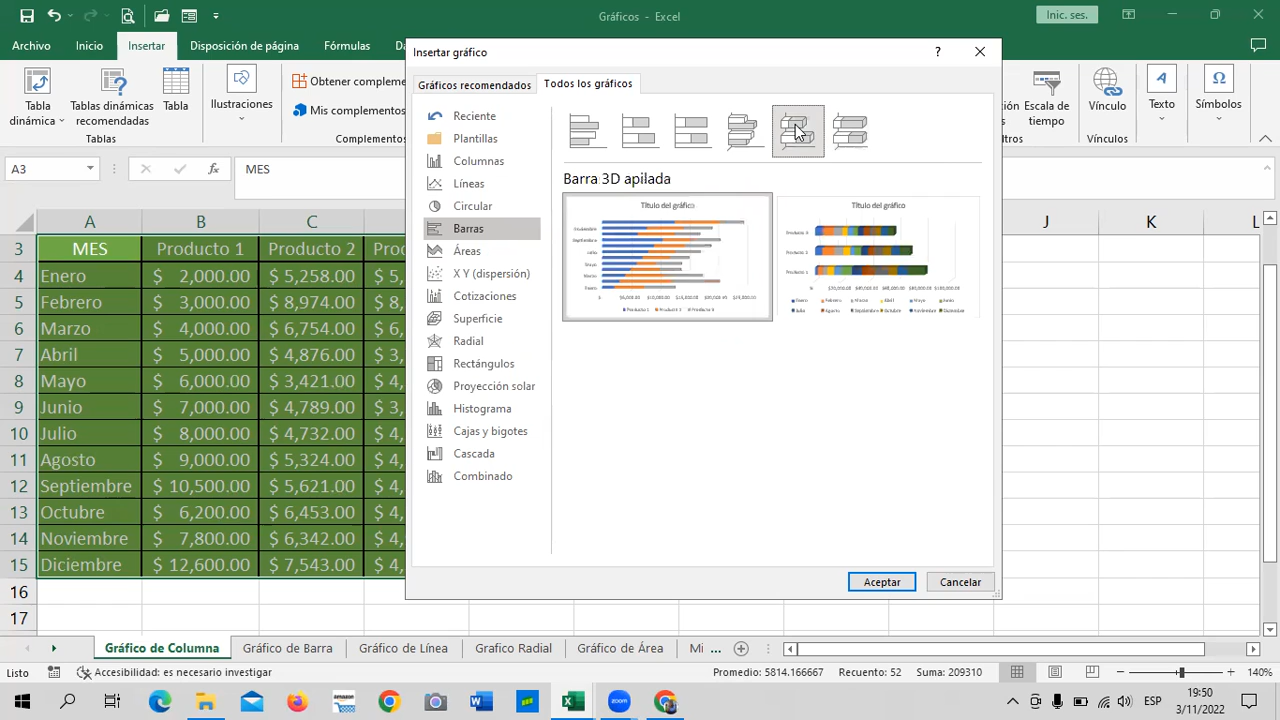 Gráficos - Excel
Inic. ses.
Archivo
Inicio
Insertar
Disposición de página
Fórmulas
Tabla dinámica
Tablas dinámicas recomendadas
Tabla
Tablas
Ilustraciones
Obtener compleme
Mis complementos
Complement
Escala de tiempo
Vínculo
Vínculos
Texto
Símbolos
A3
fx
MES
Insertar gráfico
?
Gráficos recomendados
Todos los gráficos
Reciente
Plantillas
Columnas
Líneas
Circular
Barras
Áreas
X Y (dispersión)
Cotizaciones
Superficie
Radial
Rectángulos
Proyección solar
Histograma
Cajas y bigotes
Cascada
Combinado
Barra 3D apilada
Título del gráfico
Título del gráfico
Aceptar
Cancelar
A B C J K L
3 MES Producto 1 Producto 2
4 Enero $ 2,000.00
5 Febrero $ 3,000.00
6 Marzo $ 4,000.00 $ 6,754.00
7 Abril $ 5,000.00 $ 4,876.00
8 Mayo $ 6,000.00 $ 3,421.00
9 Junio $ 7,000.00 $ 4,789.00
10 Julio $ 8,000.00 $ 4,732.00
11 Agosto $ 9,000.00 $ 5,324.00
12 Septiembre $ 10,500.00 $ 5,621.00
13 Octubre $ 6,200.00 $ 6,453.00
14 Noviembre $ 7,800.00 $ 6,342.00
15 Diciembre $ 12,600.00 $ 7,543.00
16
17
Gráfico de Columna
Gráfico de Barra
Gráfico de Línea
Grafico Radial
Gráfico de Área
Mi ...
Listo
Accesibilidad: es necesario investigar
Promedio: 5814.166667
Recuento: 52
Suma: 209310
140%
amazon
zoom
ESP
19:50
3/11/2022